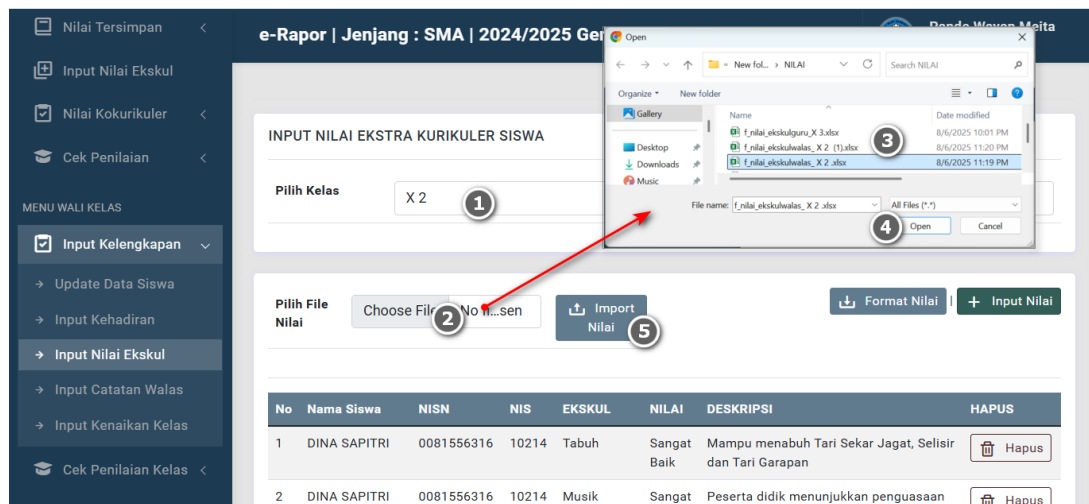 Nilai Tersimpan
Input Nilai Ekskul
Nilai Kokurikuler
Cek Penilaian
MENU WALI KELAS
Input Kelengkapan
Update Data Siswa
Input Kehadiran
Input Nilai Ekskul
Input Catatan Walas
Input Kenaikan Kelas
Cek Penilaian Kelas
e-Rapor | Jenjang : SMA | 2024/2025
INPUT NILAI EKSTRA KURIKULER SISWA
Pilih Kelas
X 2
1
Open
New fol... > NILAI
Search NILAI
Organize
New folder
Gallery
Desktop
Downloads
Music
Name
Date modified
f_nilai_ekskulguru_X 3.xlsx
8/6/2025 10:01 PM
f_nilai_ekskulwalas_ X 2 (1).xlsx
8/6/2025 11:20 PM
f_nilai_ekskulwalas_ X 2 .xlsx
8/6/2025 11:19 PM
3
File name:
f_nilai_ekskulwalas_ X 2 .xlsx
All Files (*.*)
4
Open
Cancel
Pilih File
Nilai
Choose File
2
Import
Nilai
5
Format Nilai
|
+ Input Nilai
No Nama Siswa NISN NIS EKSKUL NILAI DESKRIPSI HAPUS
1 DINA SAPITRI 0081556316 10214 Tabuh Sangat Mampu menabuh Tari Sekar Jagat, Selisir Hapus
Baik dan Tari Garapan
2 DINA SAPITRI 0081556316 10214 Musik Sangat Peserta didik menunjukkan penguasaan Hapus